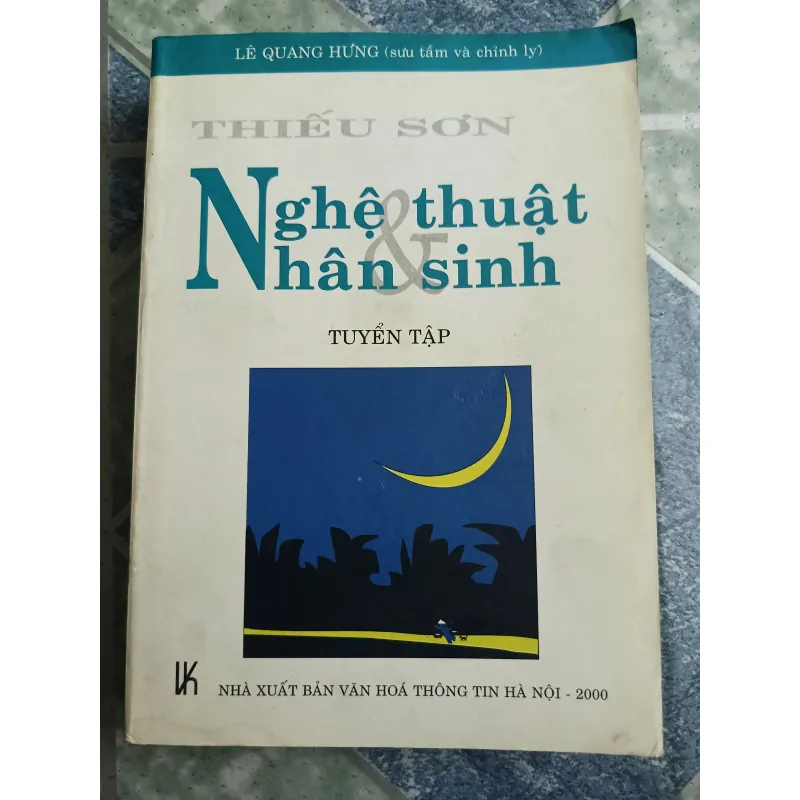 LÊ QUANG HƯNG (sưu tầm và chỉnh lý)
THIẾU SƠN
Nghệ thuật
& Nhân sinh
TUYỂN TẬP
NHÀ XUẤT BẢN VĂN HOÁ THÔNG TIN HÀ NỘI - 2000